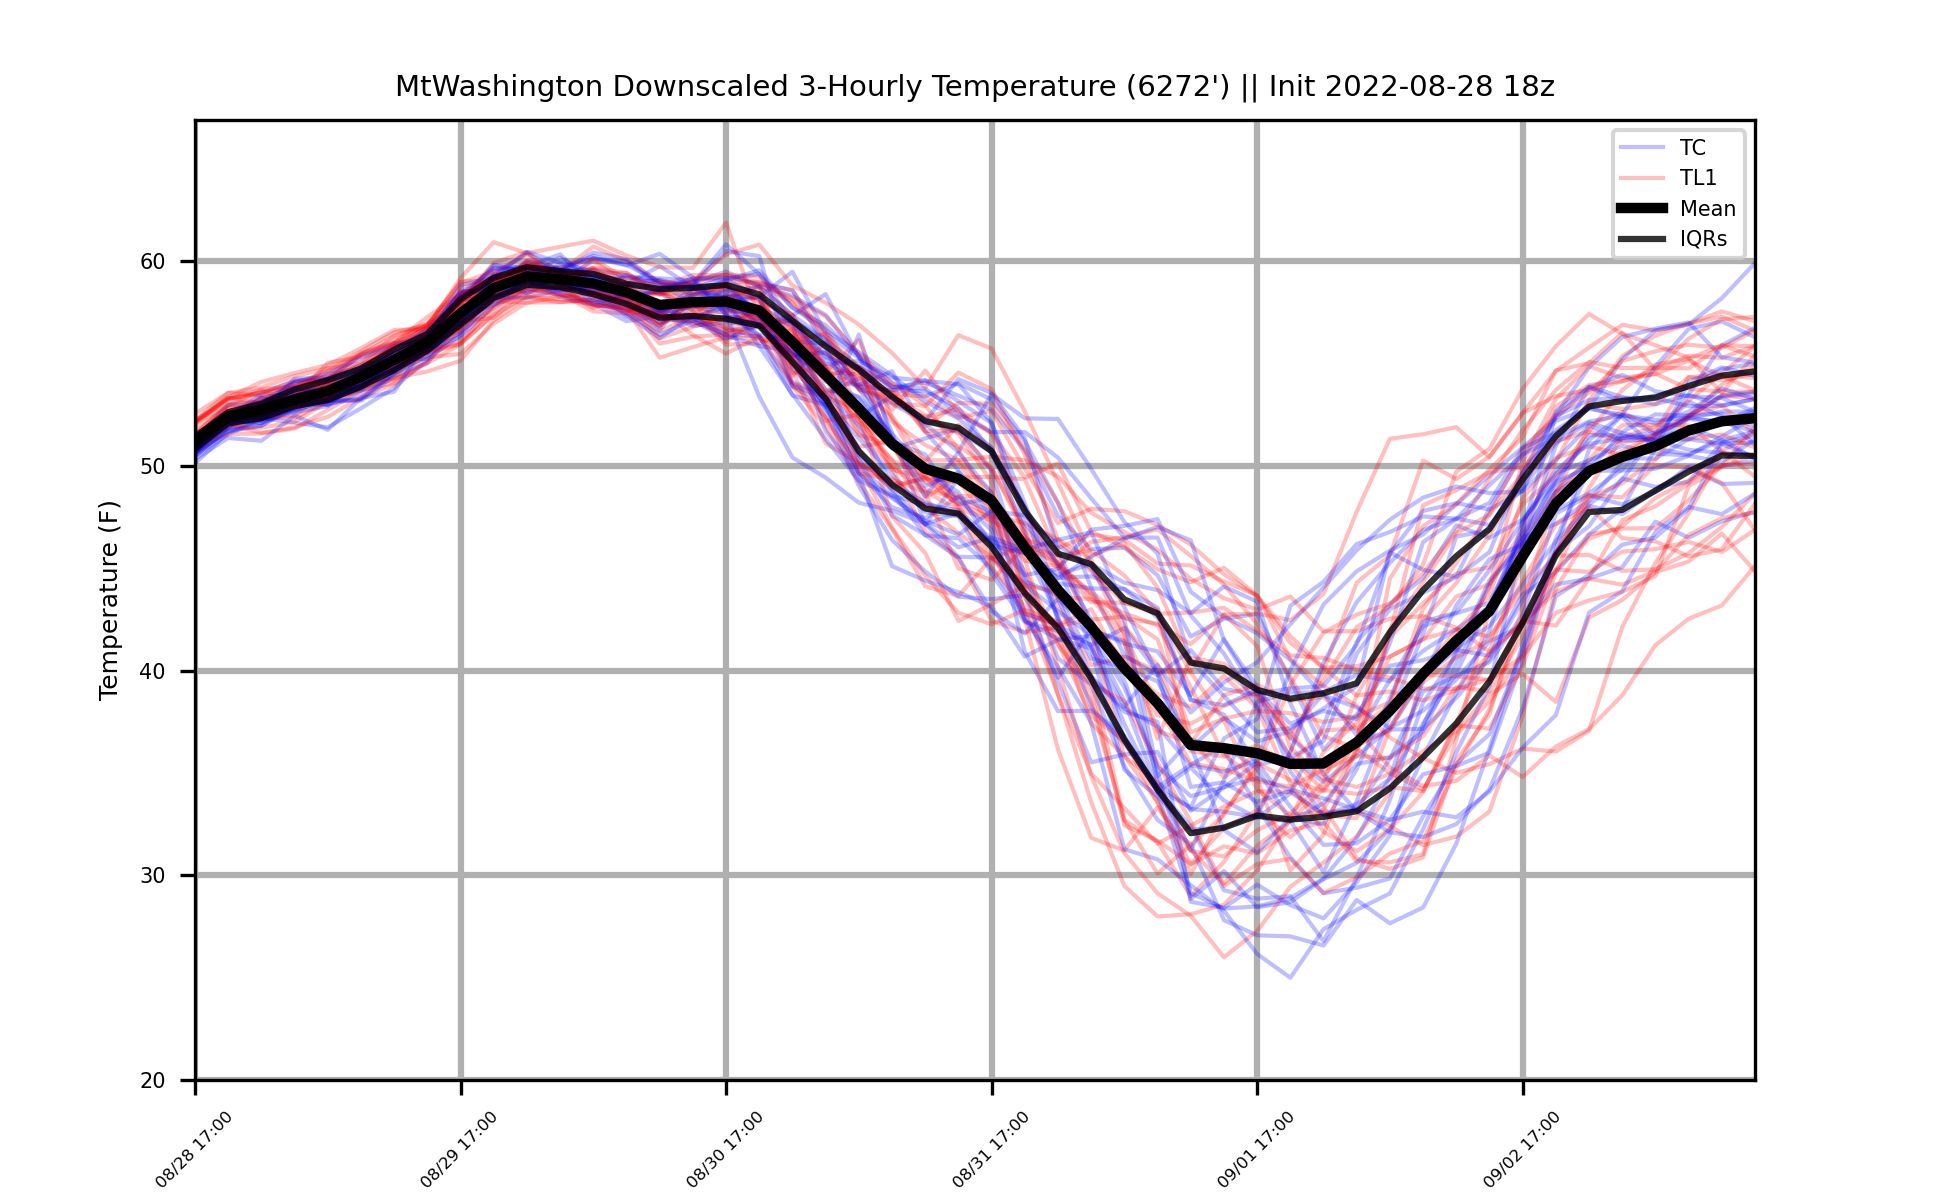 MtWashington Downscaled 3-Hourly Temperature (6272') || Init 2022-08-28 18z
TC
TL1
Mean
IQRs
Temperature (F)
60
50
40
30
20
08/28 17:00
08/29 17:00
08/30 17:00
08/31 17:00
09/01 17:00
09/02 17:00